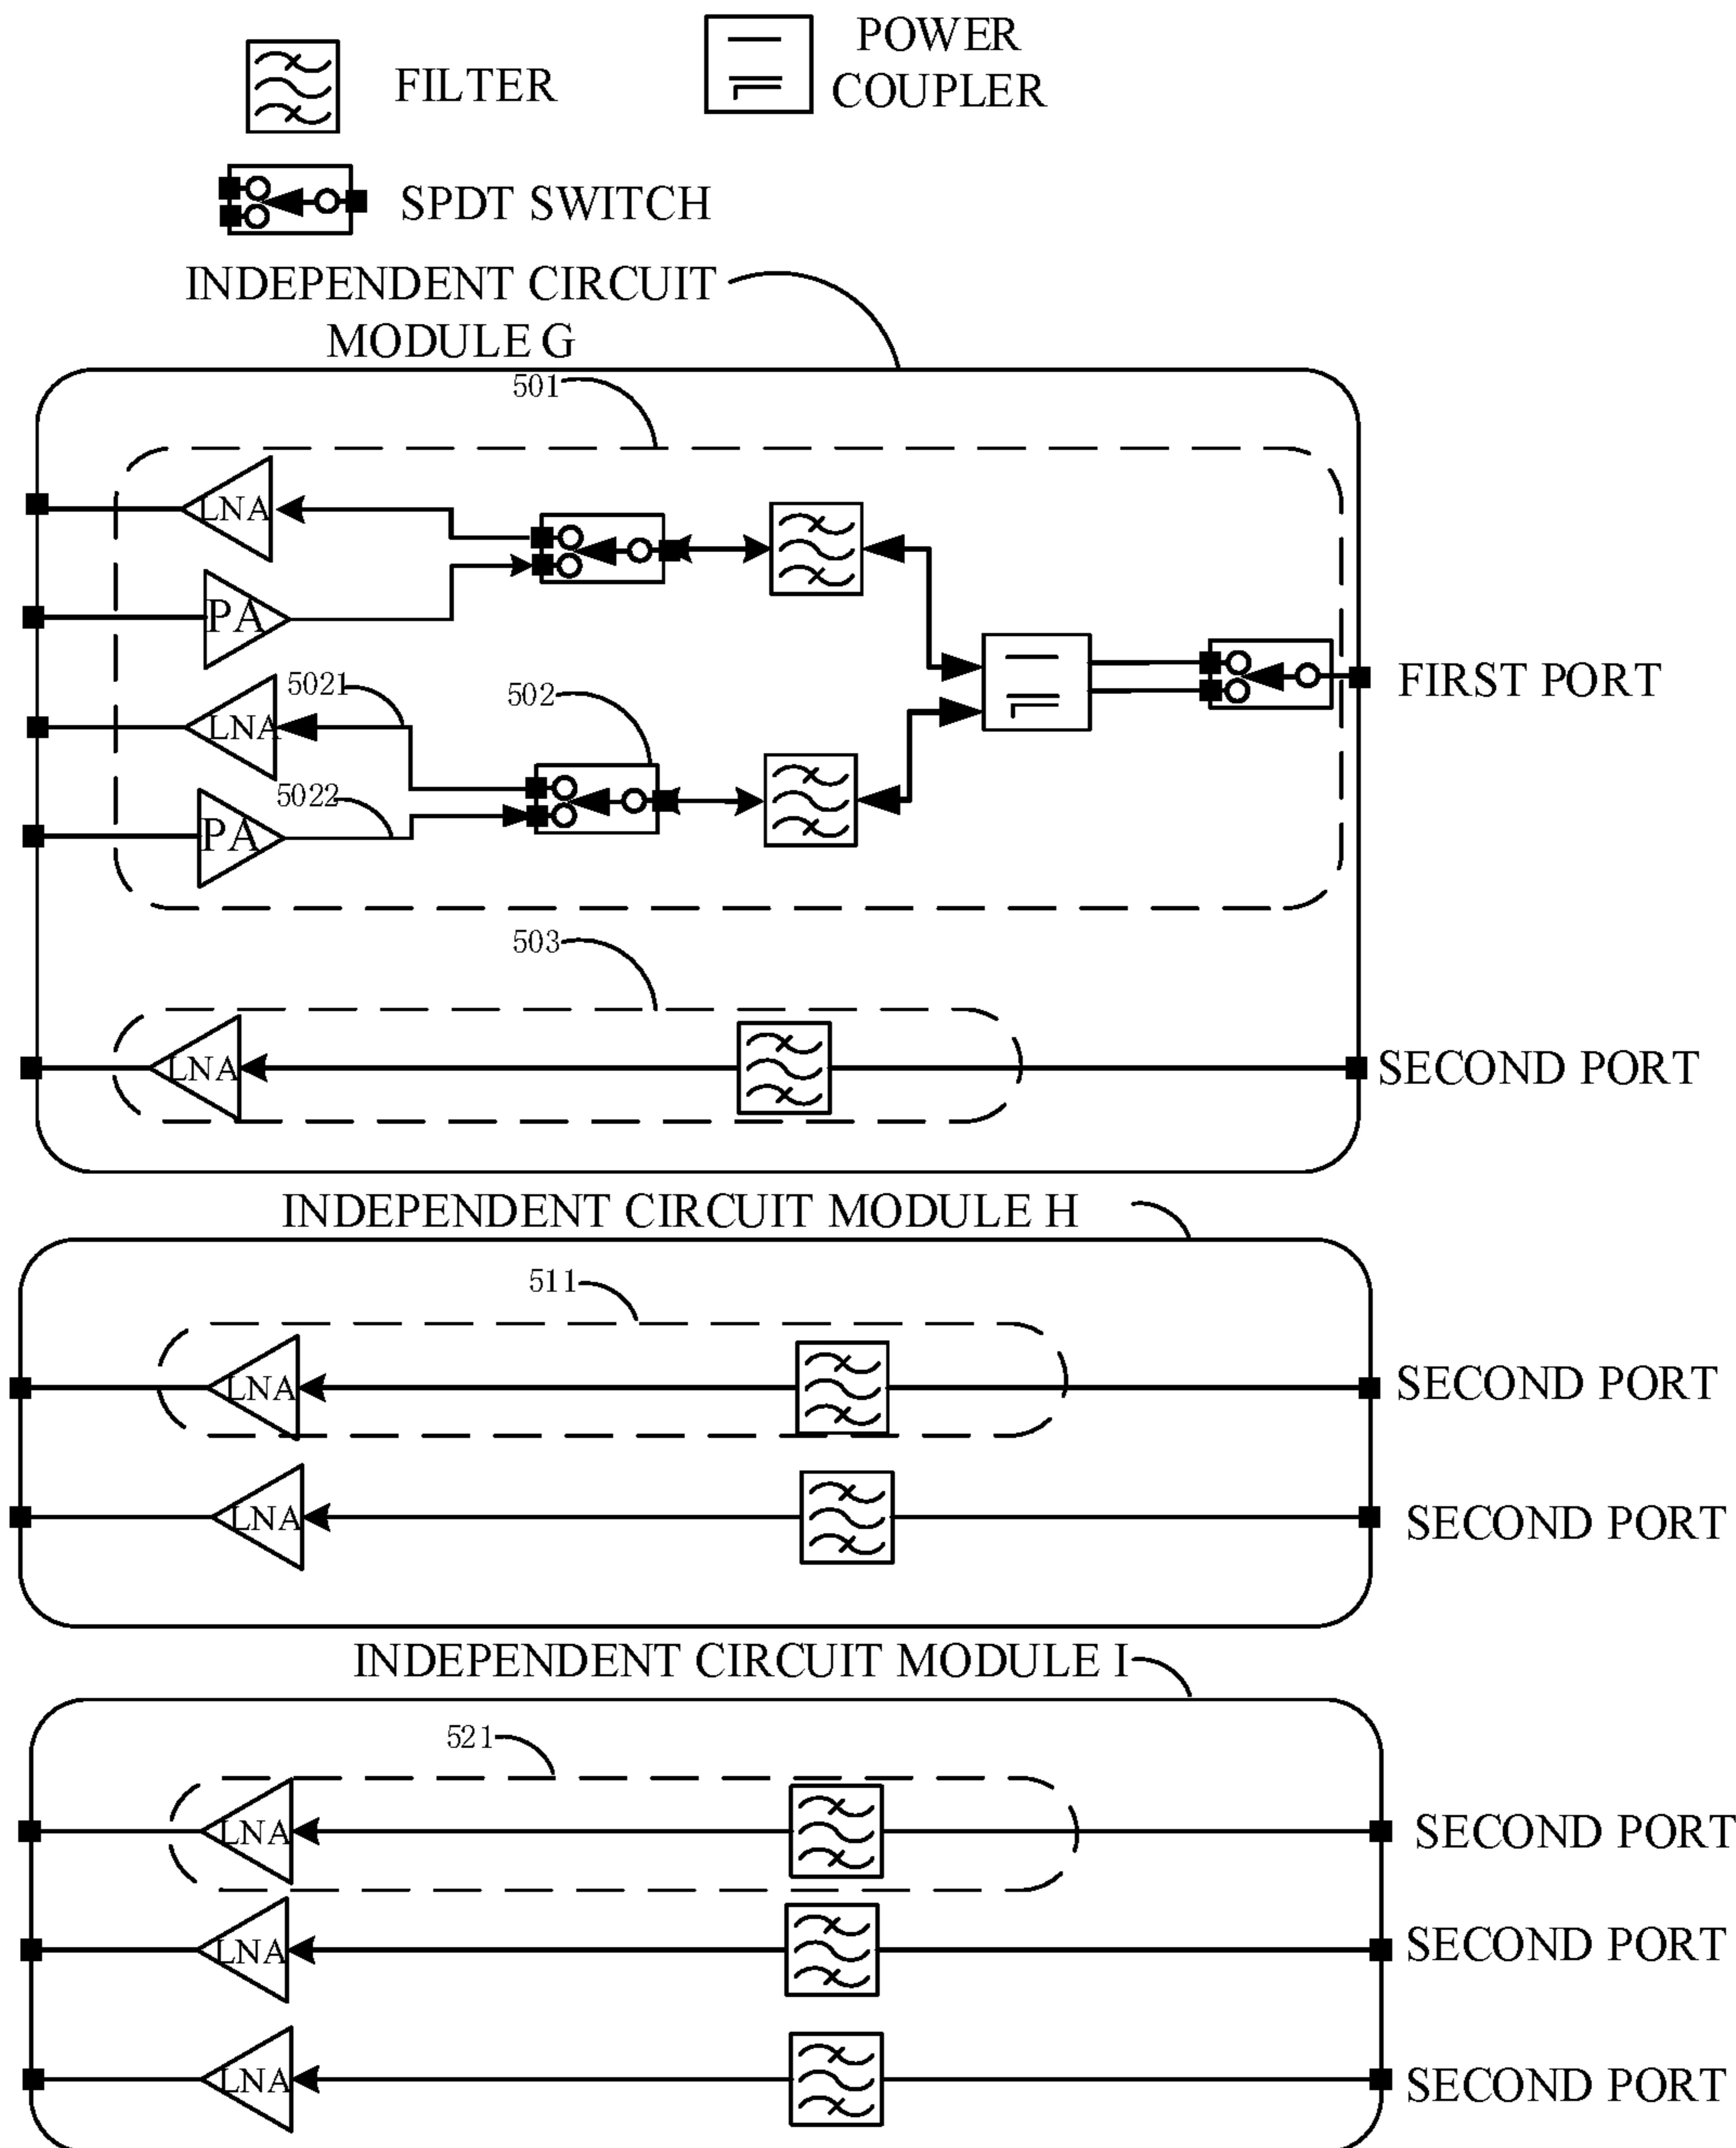 POWER
COUPLER
FILTER
SPDT SWITCH
INDEPENDENT CIRCUIT
MODULE G
501
LNA
PA
FIRST PORT
5021
502
LNA
5022
PA
503
LNA
SECOND PORT
INDEPENDENT CIRCUIT MODULE H
511
LNA
SECOND PORT
LNA
SECOND PORT
INDEPENDENT CIRCUIT MODULE I
521
LNA
SECOND PORT
LNA
SECOND PORT
LNA
SECOND PORT